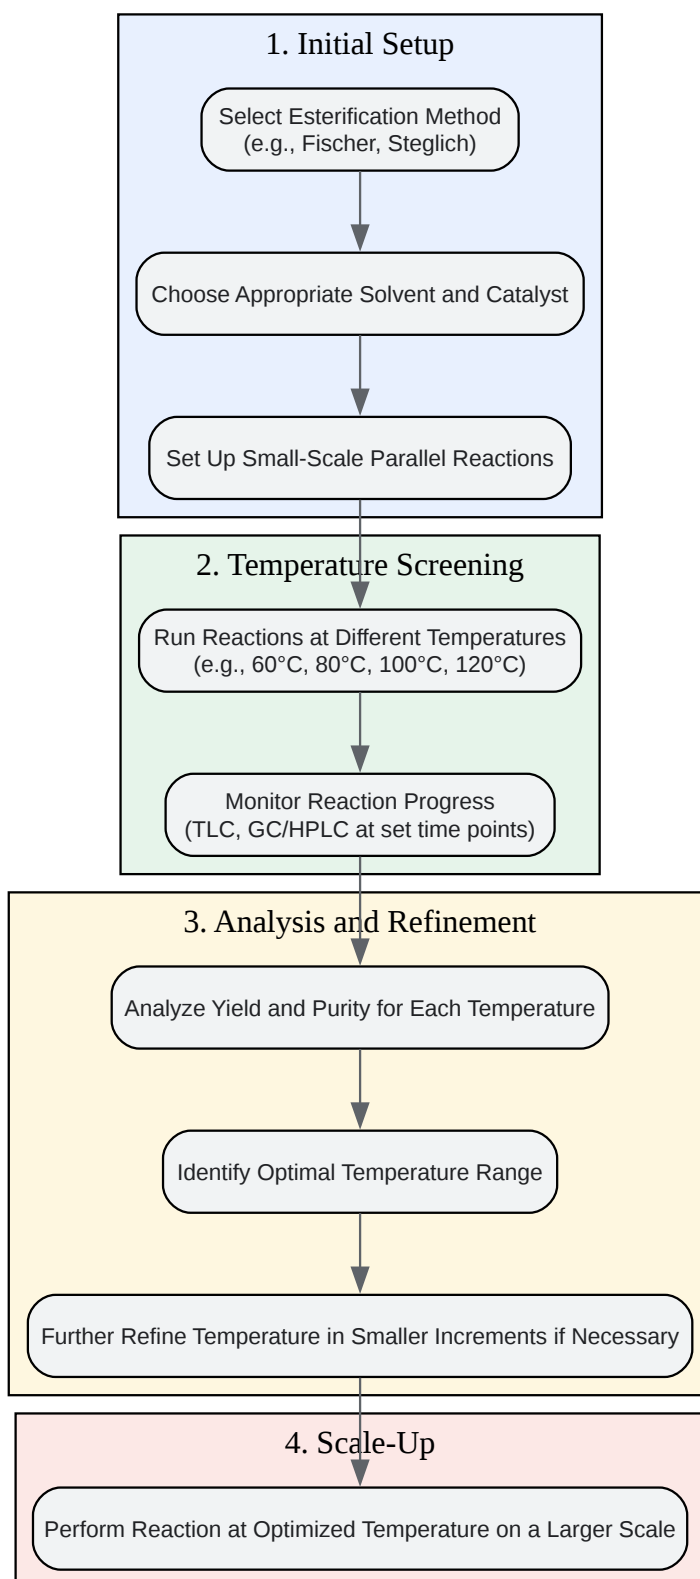 1. Initial Setup
Select Esterification Method
(e.g., Fischer, Steglich)
Choose Appropriate Solvent and Catalyst
Set Up Small-Scale Parallel Reactions
2. Temperature Screening
Run Reactions at Different Temperatures
(e.g., 60°C, 80°C, 100°C, 120°C)
Monitor Reaction Progress
(TLC, GC/HPLC at set time points)
3. Analysis and Refinement
Analyze Yield and Purity for Each Temperature
Identify Optimal Temperature Range
Further Refine Temperature in Smaller Increments if Necessary
4. Scale-Up
Perform Reaction at Optimized Temperature on a Larger Scale